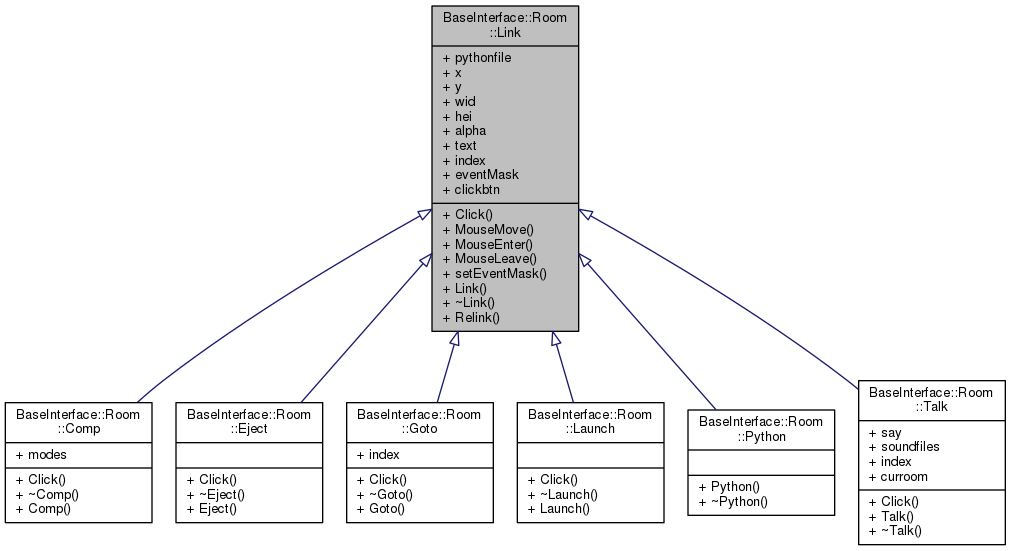 BaseInterface::Room
::Link
+ pythonfile
+ x
+ y
+ wid
+ hei
+ alpha
+ text
+ index
+ eventMask
+ clickbtn
+ Click()
+ MouseMove()
+ MouseEnter()
+ MouseLeave()
+ setEventMask()
+ Link()
+ ~Link()
+ Relink()
BaseInterface::Room
::Comp
+ modes
+ Click()
+ ~Comp()
+ Comp()
BaseInterface::Room
::Eject
+ Click()
+ ~Eject()
+ Eject()
BaseInterface::Room
::Goto
+ index
+ Click()
+ ~Goto()
+ Goto()
BaseInterface::Room
::Launch
+ Click()
+ ~Launch()
+ Launch()
BaseInterface::Room
::Python
+ Python()
+ ~Python()
BaseInterface::Room
::Talk
+ say
+ soundfiles
+ index
+ curroom
+ Click()
+ Talk()
+ ~Talk()